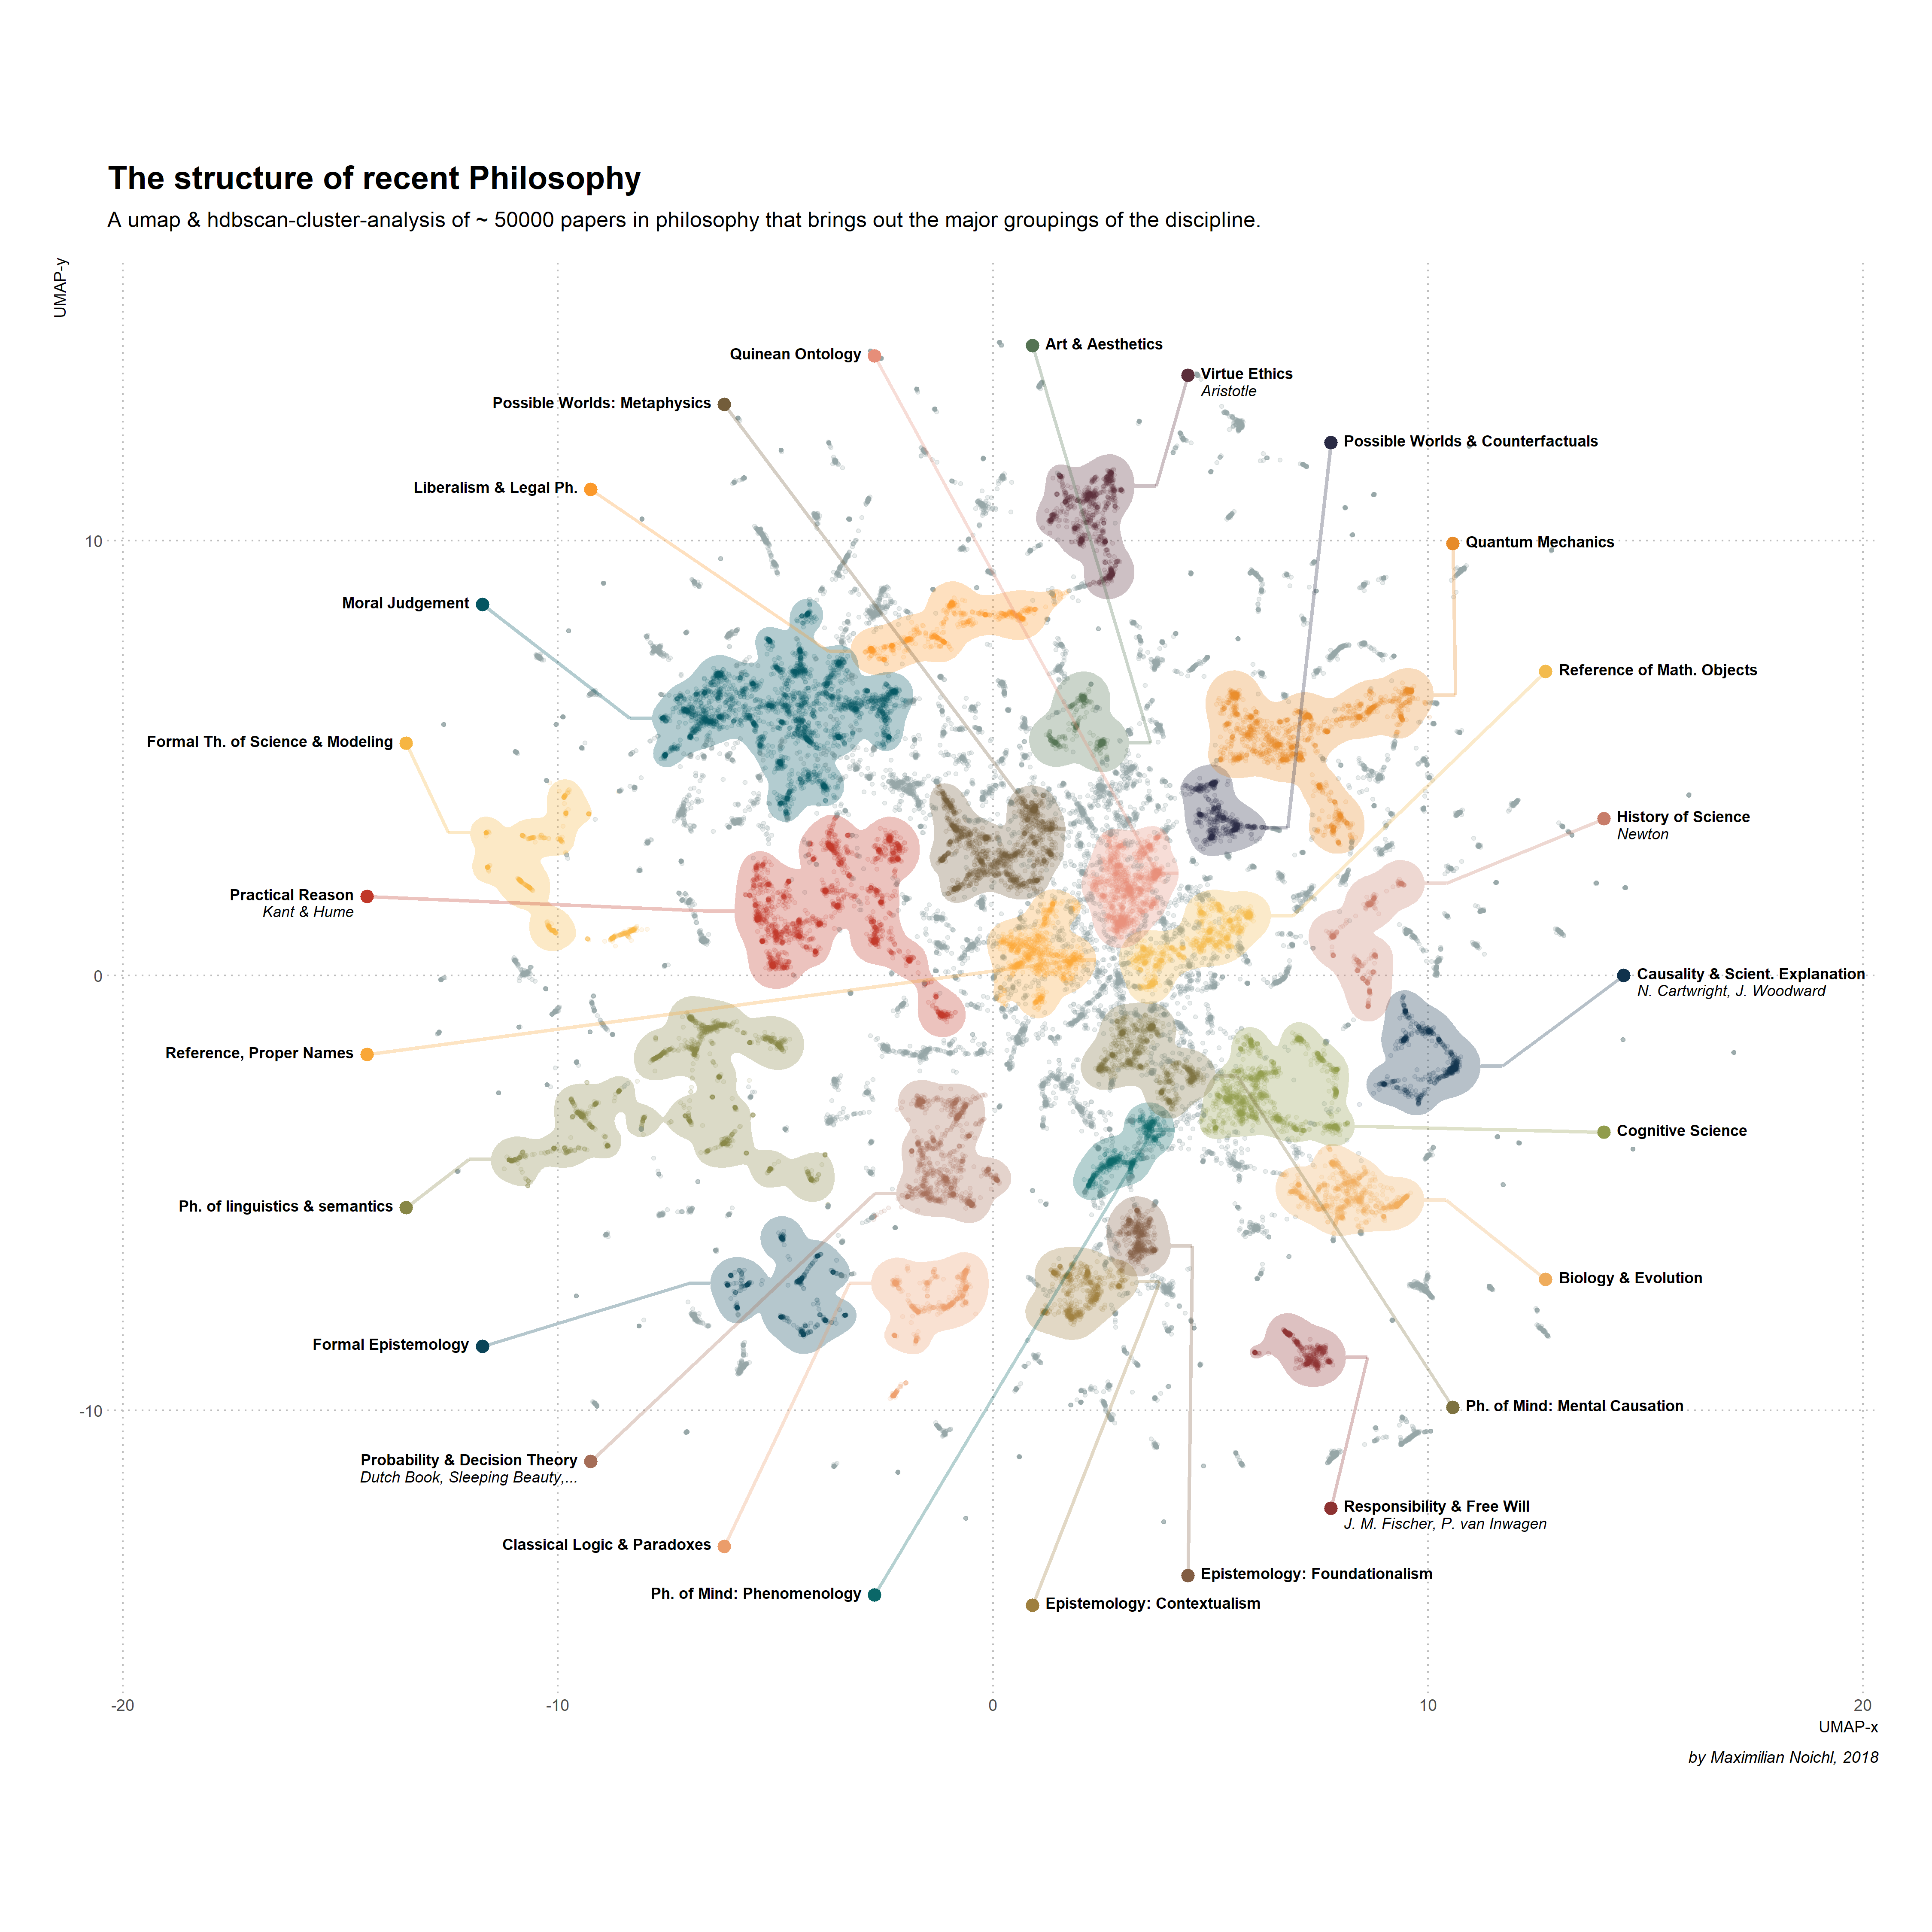 The structure of recent Philosophy
A umap & hdbscan-cluster-analysis of ~ 50000 papers in philosophy that brings out the major groupings of the discipline.
UMAP-y
Art & Aesthetics
Quinean Ontology
Virtue Ethics
Aristotle
Possible Worlds: Metaphysics
Possible Worlds & Counterfactuals
Liberalism & Legal Ph.
10
Quantum Mechanics
Moral Judgement
Reference of Math. Objects
Formal Th. of Science & Modeling
History of Science
Newton
Practical Reason
Kant & Hume
0
Causality & Scient. Explanation
N. Cartwright, J. Woodward
Reference, Proper Names
Cognitive Science
Ph. of linguistics & semantics
Biology & Evolution
Formal Epistemology
-10
Ph. of Mind: Mental Causation
Probability & Decision Theory
Dutch Book, Sleeping Beauty,...
Responsibility & Free Will
J. M. Fischer, P. van Inwagen
Classical Logic & Paradoxes
Epistemology: Foundationalism
Ph. of Mind: Phenomenology
Epistemology: Contextualism
-20 -10 0 10 20
UMAP-x
by Maximilian Noichl, 2018